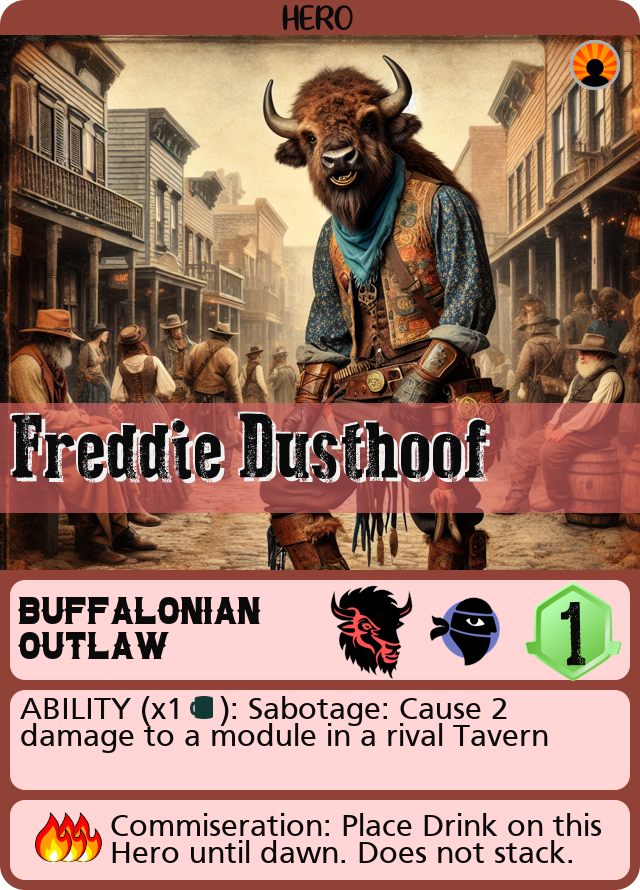 HERO
Freddie Dusthoof
BUFFALONIAN
OUTLAW
1
ABILITY (x1 ): Sabotage: Cause 2
damage to a module in a rival Tavern
Commiseration: Place Drink on this
Hero until dawn. Does not stack.